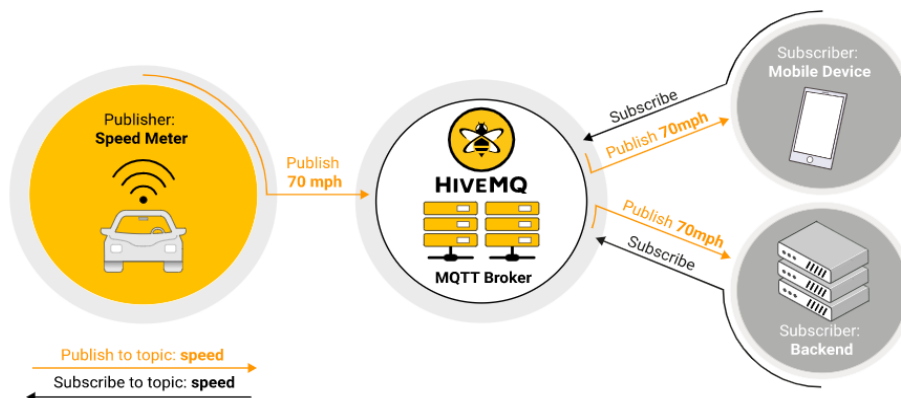 Publisher:
Speed Meter
Publish
70 mph
HIVEMQ
MQTT Broker
Subscribe
Publish 70mph
Subscriber:
Mobile Device
Publish 70mph
Subscribe
Subscriber:
Backend
Publish to topic: speed
Subscribe to topic: speed